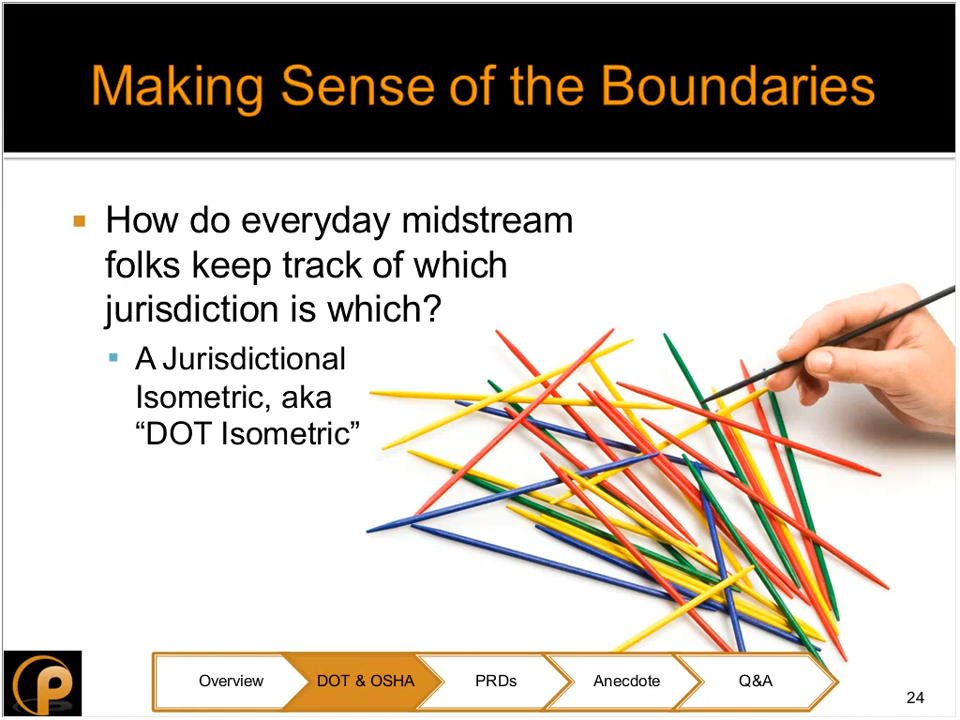 Making Sense of the Boundaries
How do everyday midstream
folks keep track of which
jurisdiction is which?
A Jurisdictional
Isometric, aka
“DOT Isometric”
Overview
DOT & OSHA
PRDs
Anecdote
Q&A
24